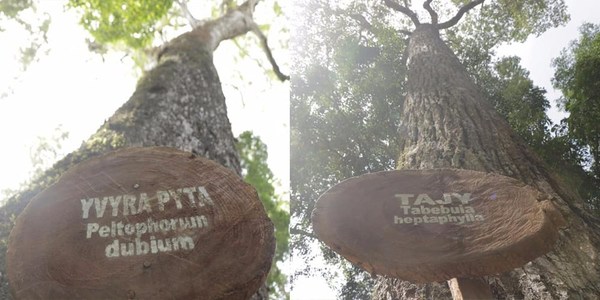 YVYRA PYTA
Peltophorum
dubium
TAJY
Tabebuia
heptaphylla